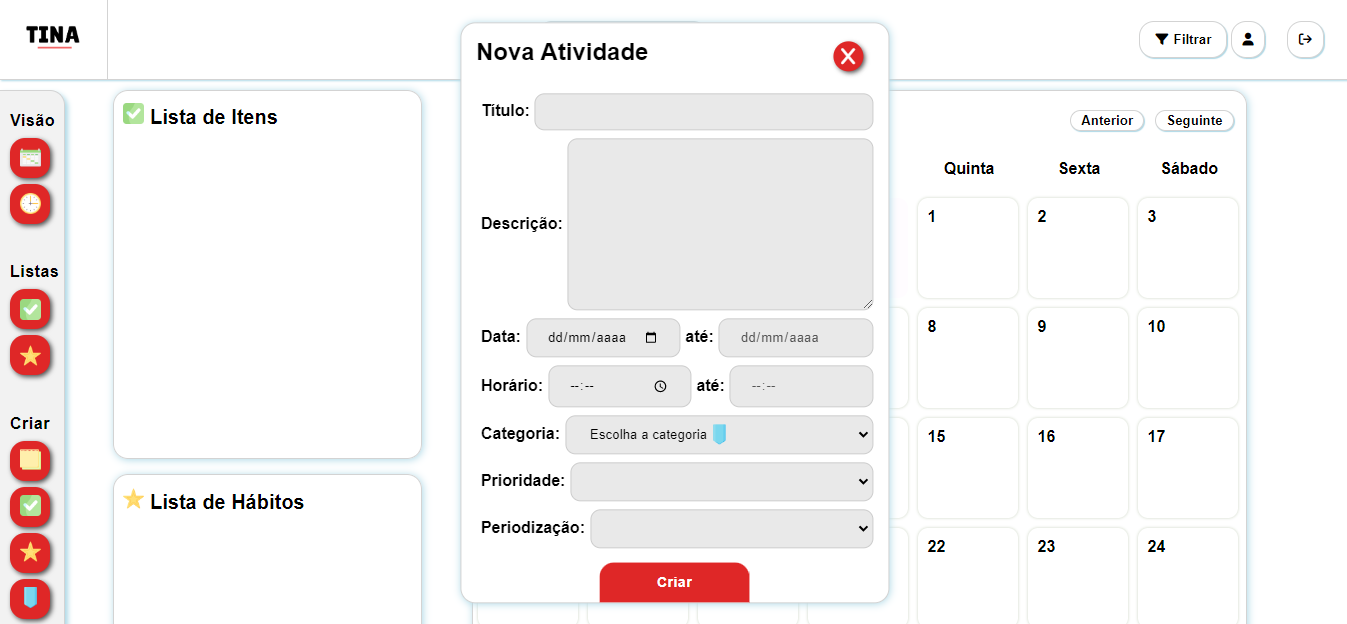 TINA
Filtrar
Visão
Listas
Criar
Lista de Itens
Lista de Hábitos
Nova Atividade
X
Título:
Descrição:
Data: dd/mm/aaaa até: dd/mm/aaaa
Horário: --:-- até: --:--
Categoria: Escolha a categoria
Prioridade:
Periodização:
Criar
Anterior Seguinte
Quinta Sexta Sábado
1 2 3
8 9 10
15 16 17
22 23 24